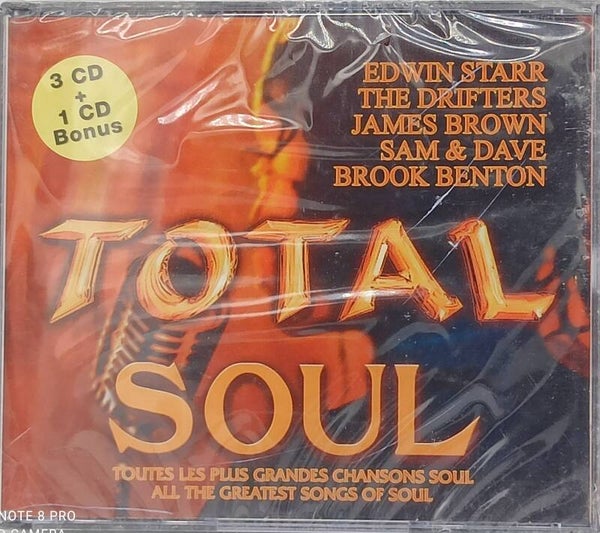 3 CD
+
1 CD
Bonus
EDWIN STARR
THE DRIFTERS
JAMES BROWN
SAM & DAVE
BROOK BENTON
TOTAL
SOUL
TOUTES LES PLUS GRANDES CHANSONS SOUL
ALL THE GREATEST SONGS OF SOUL
NOTE 8 PRO
CAMERA